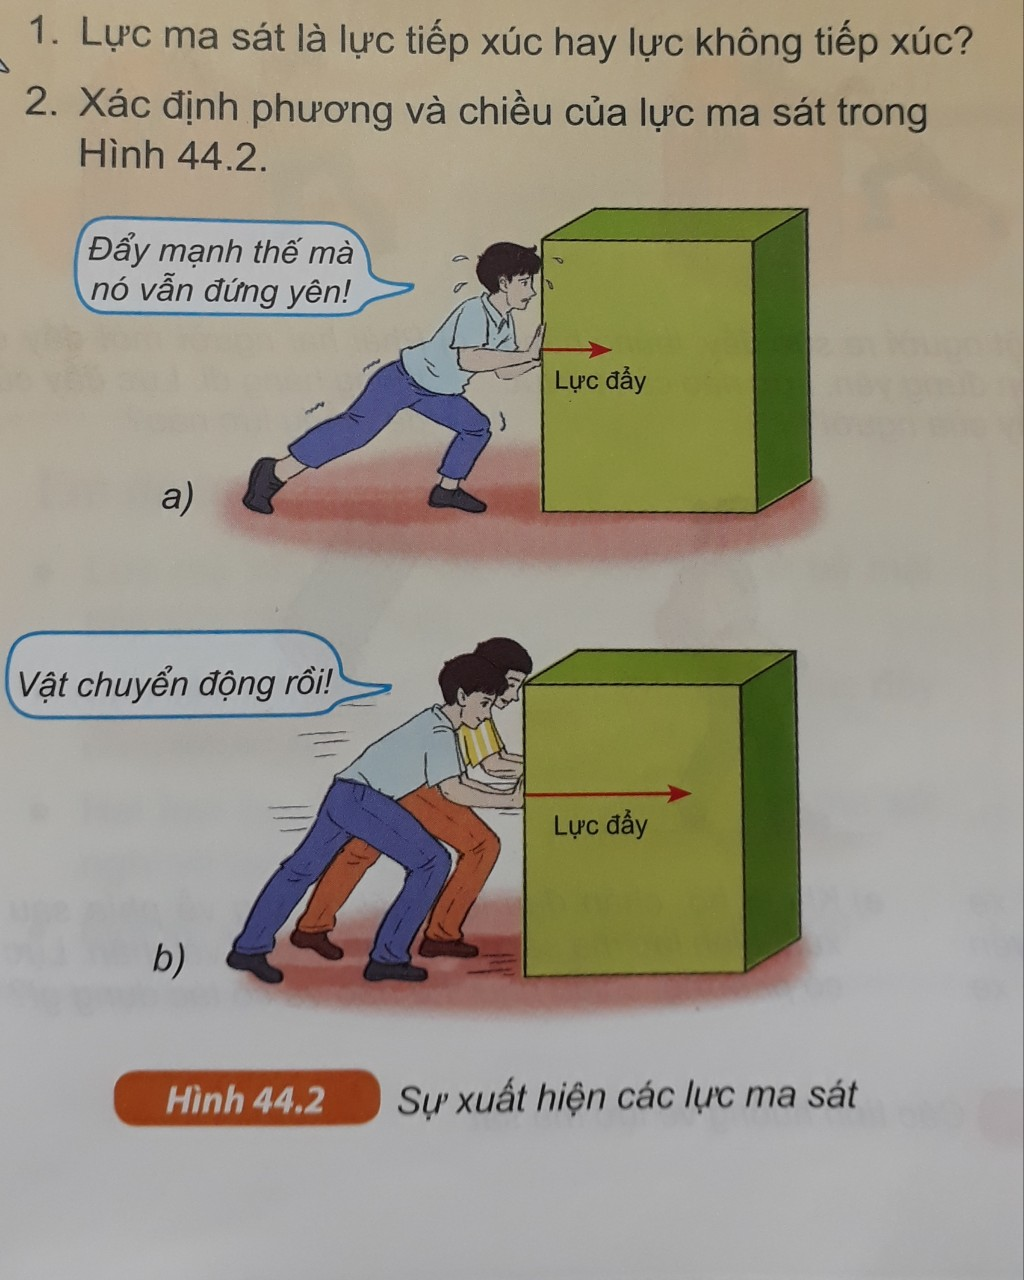 1. Lực ma sát là lực tiếp xúc hay lực không tiếp xúc?
2. Xác định phương và chiều của lực ma sát trong
Hình 44.2.
Đẩy mạnh thế mà
nó vẫn đứng yên!
Lực đẩy
a)
Vật chuyển động rồi!
Lực đẩy
b)
Hình 44.2 Sự xuất hiện các lực ma sát